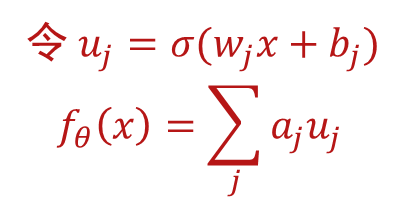 令 u_j = σ(w_j x + b_j)
f_θ(x) = ∑_j a_j u_j